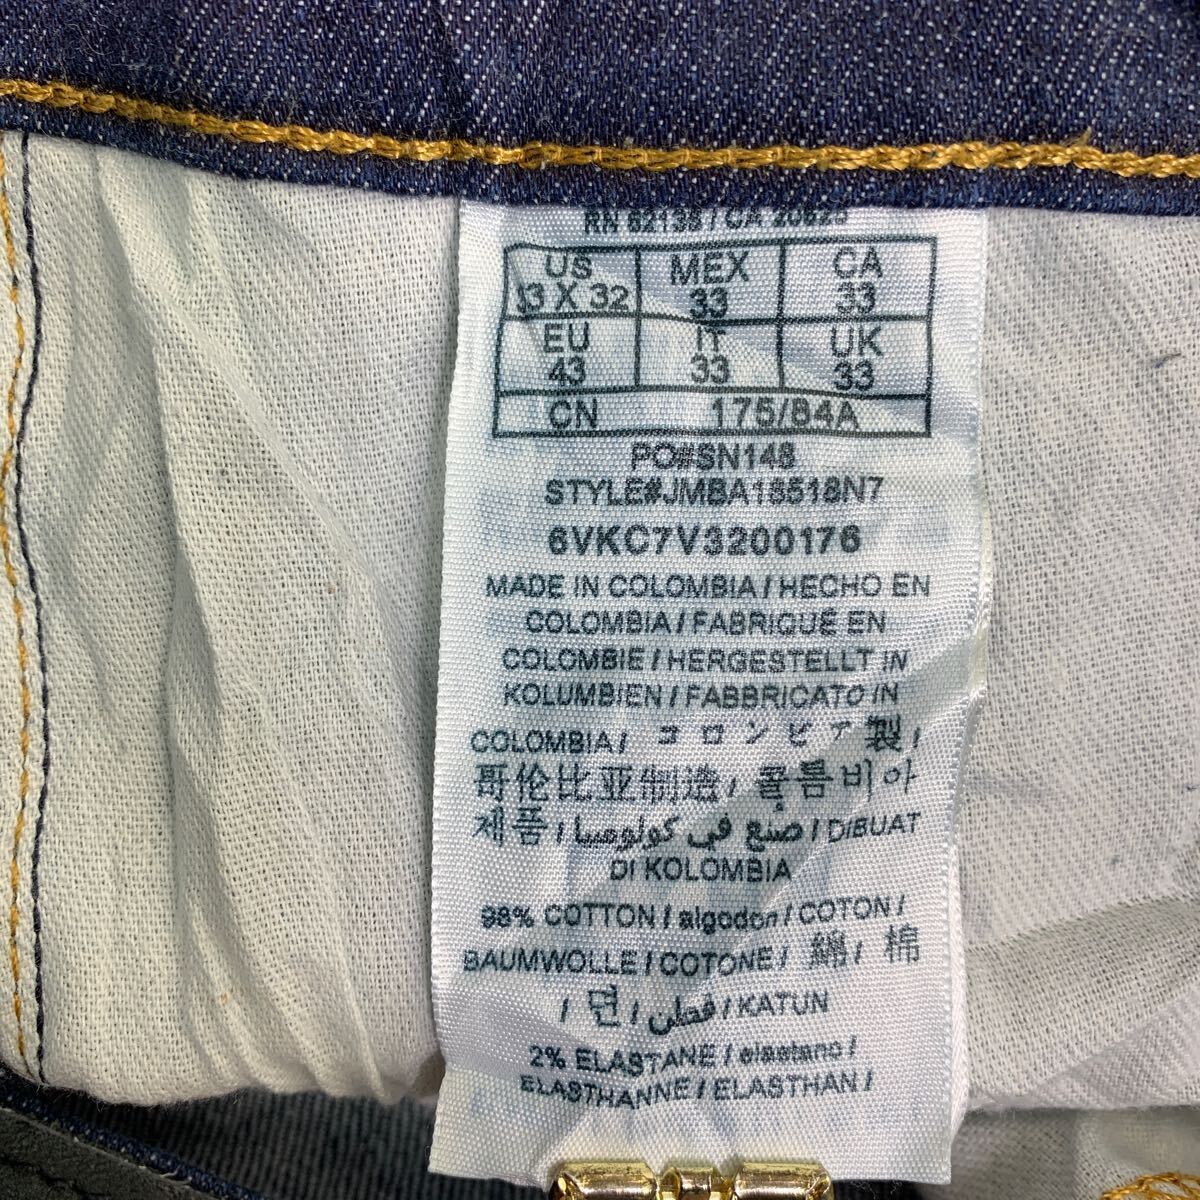 RN 62136 / CA 20625
US MEX CA
33 X 32 33 33
EU IT UK
43 33 33
CN 175/84A
PO#SN148
STYLE#JMBA18518N7
6VKC7V3200176
MADE IN COLOMBIA / HECHO EN
COLOMBIA / FABRIQUÉ EN
COLOMBIE / HERGESTELLT IN
KOLUMBIEN / FABBRICATO IN
COLOMBIA / コロンビア製 /
哥伦比亚制造 / 콜롬비아
제품 / صنع في كولومبيا / DIBUAT
DI KOLOMBIA
98% COTTON / algodon / COTON /
BAUMWOLLE / COTONE / 綿 / 棉
/ 면 / قطن / KATUN
2% ELASTANE / elastano /
ELASTHANNE / ELASTHAN /